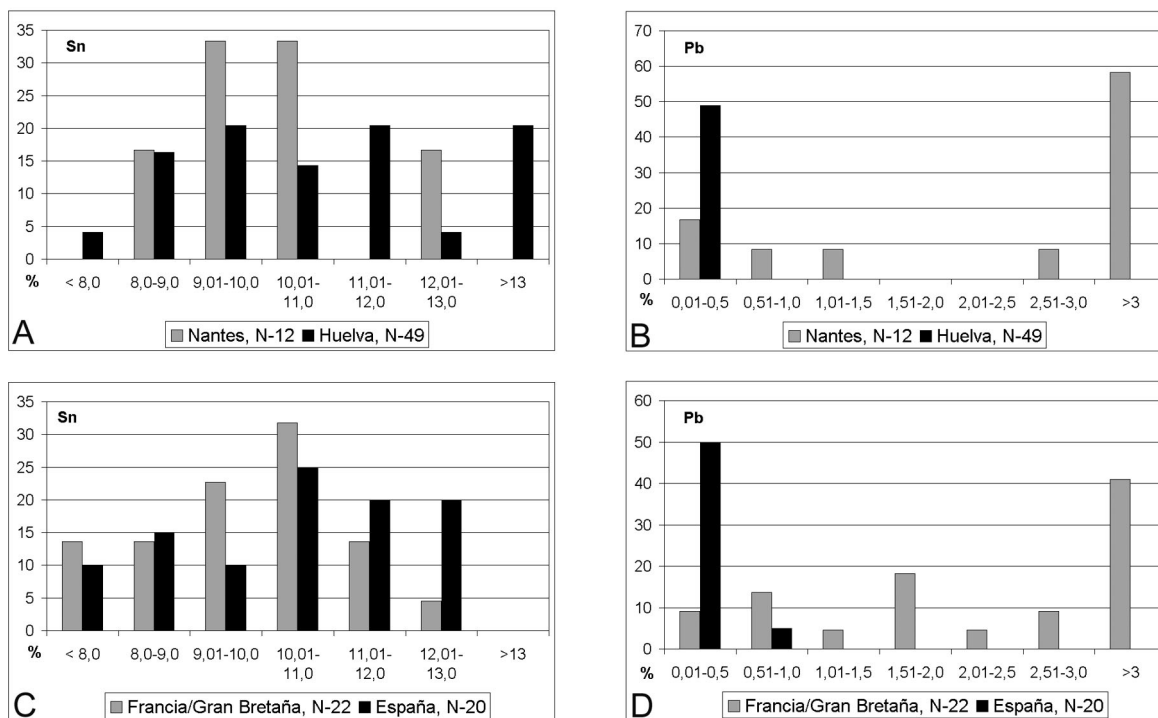 Sn
35
30
25
20
15
10
5
0
% < 8,0 8,0-9,0 9,01-10,0 10,01- 11,01- 12,01- >13
11,0 12,0 13,0
A Nantes, N-12 Huelva, N-49
Pb
70
60
50
40
30
20
10
0
% 0,01-0,5 0,51-1,0 1,01-1,5 1,51-2,0 2,01-2,5 2,51-3,0 >3
B Nantes, N-12 Huelva, N-49
Sn
35
30
25
20
15
10
5
0
% < 8,0 8,0-9,0 9,01-10,0 10,01- 11,01- 12,01- >13
11,0 12,0 13,0
C Francia/Gran Bretaña, N-22 España, N-20
Pb
60
50
40
30
20
10
0
% 0,01-0,5 0,51-1,0 1,01-1,5 1,51-2,0 2,01-2,5 2,51-3,0 >3
D Francia/Gran Bretaña, N-22 España, N-20